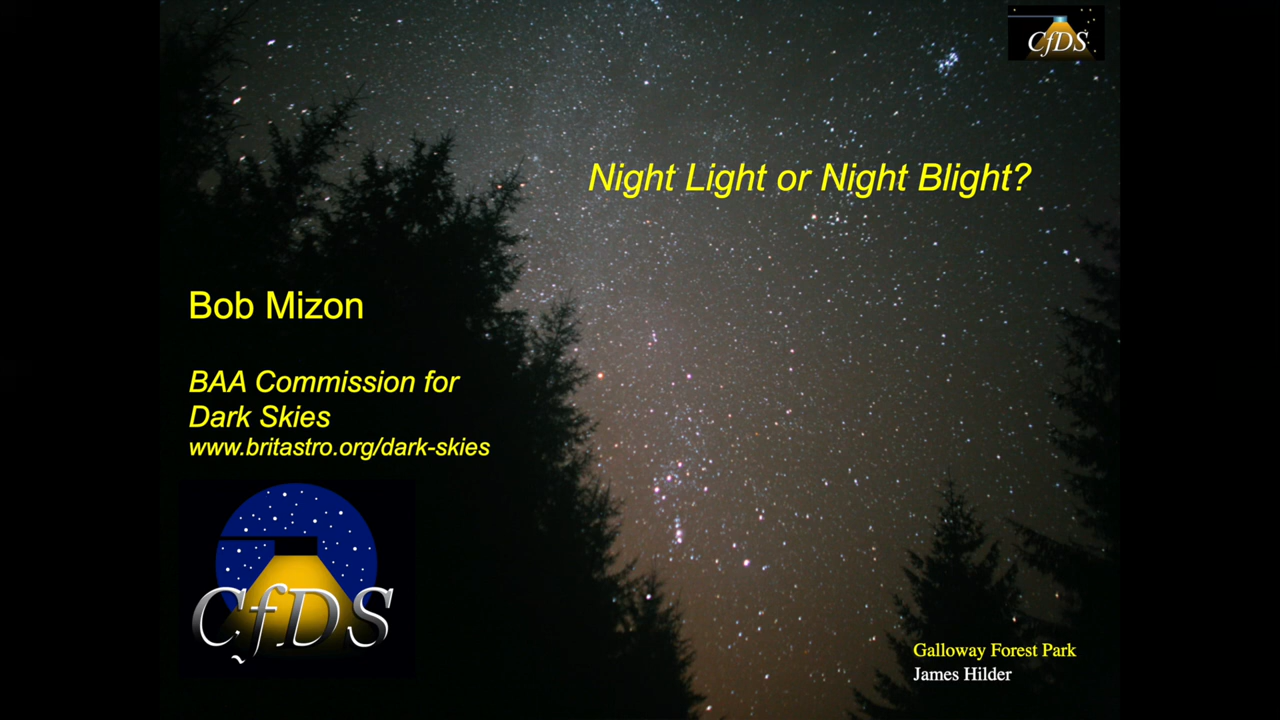 CfDS
Night Light or Night Blight?
Bob Mizon
BAA Commission for
Dark Skies
www.britastro.org/dark-skies
CfDS
Galloway Forest Park
James Hilder